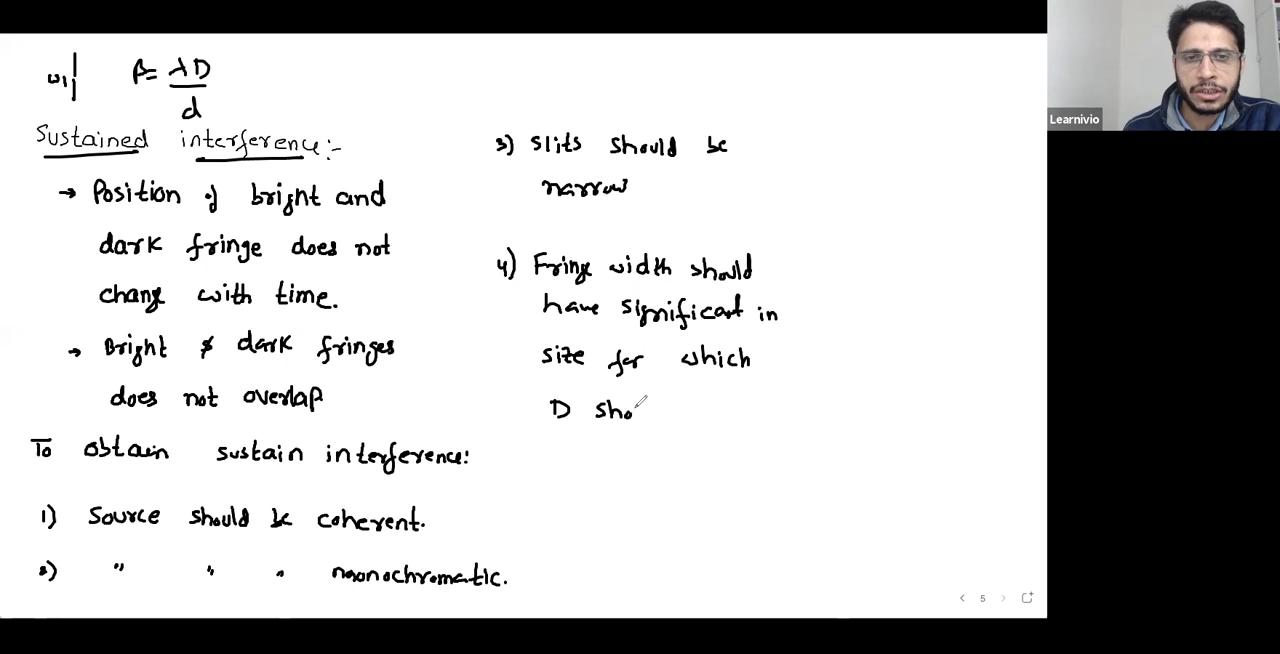 β = λD
d
Sustained interference:-
→ Position of bright and
dark fringe does not
change with time.
→ Bright & dark fringes
does not overlap
To obtain sustain interference:
1) Source should be coherent.
2) " " " monochromatic.
3) Slits should be
narrow
4) Fringe width should
have significant in
size for which
D sho
Learnivio
5